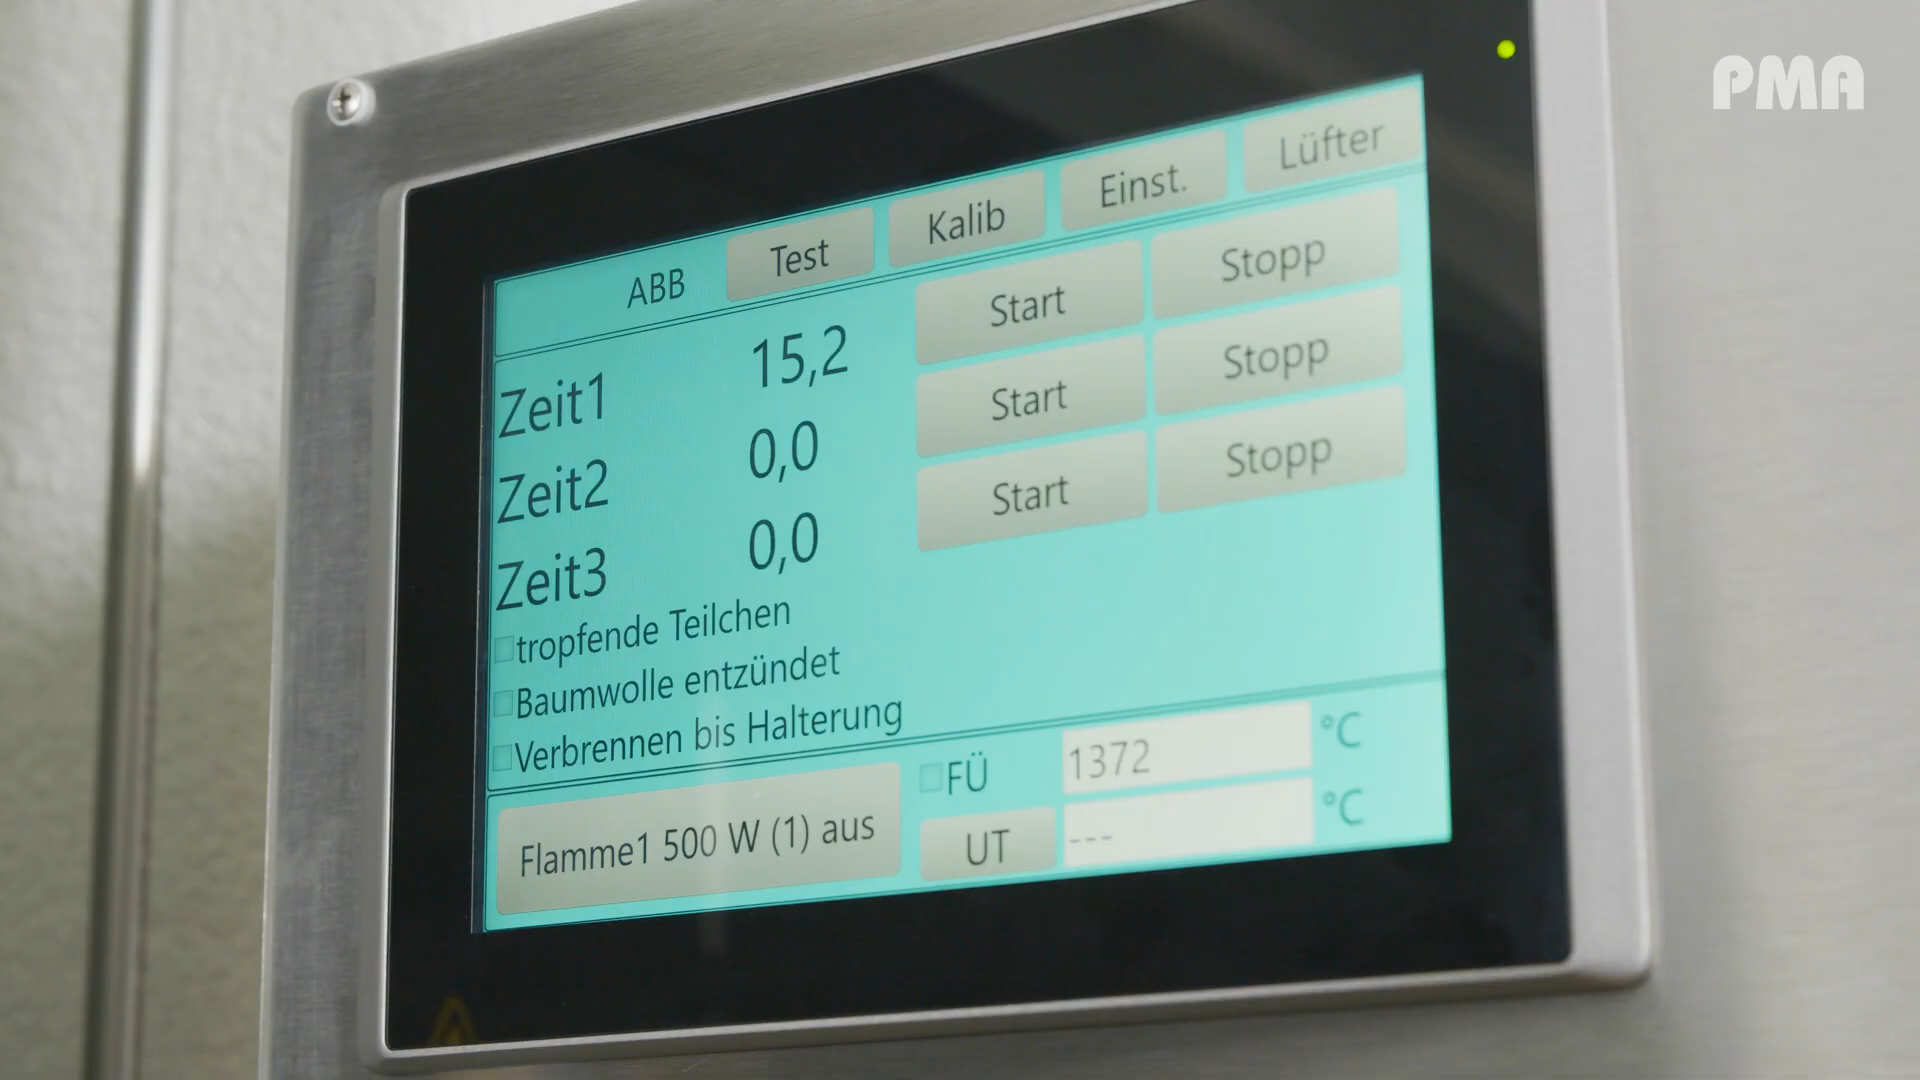 PMA
ABB Test Kalib Einst. Lüfter
Zeit1 15,2 Start Stopp
Zeit2 0,0 Start Stopp
Zeit3 0,0 Start Stopp
tropfende Teilchen
Baumwolle entzündet
Verbrennen bis Halterung
Flamme1 500 W (1) aus
FÜ 1372 °C
UT --- °C